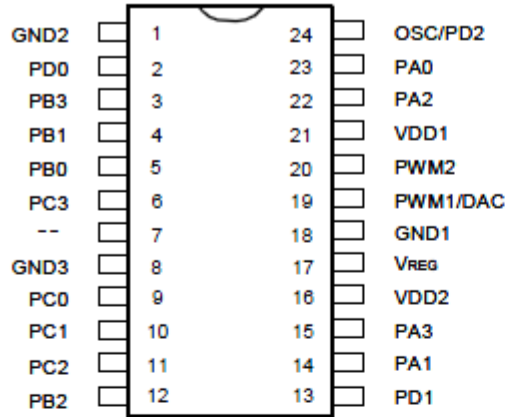 GND2 1 24 OSC/PD2
PD0 2 23 PA0
PB3 3 22 PA2
PB1 4 21 VDD1
PB0 5 20 PWM2
PC3 6 19 PWM1/DAC
-- 7 18 GND1
GND3 8 17 VREG
PC0 9 16 VDD2
PC1 10 15 PA3
PC2 11 14 PA1
PB2 12 13 PD1